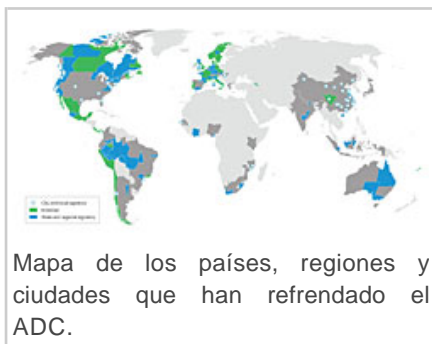 Mapa de los países, regiones y
ciudades que han refrendado el
ADC.